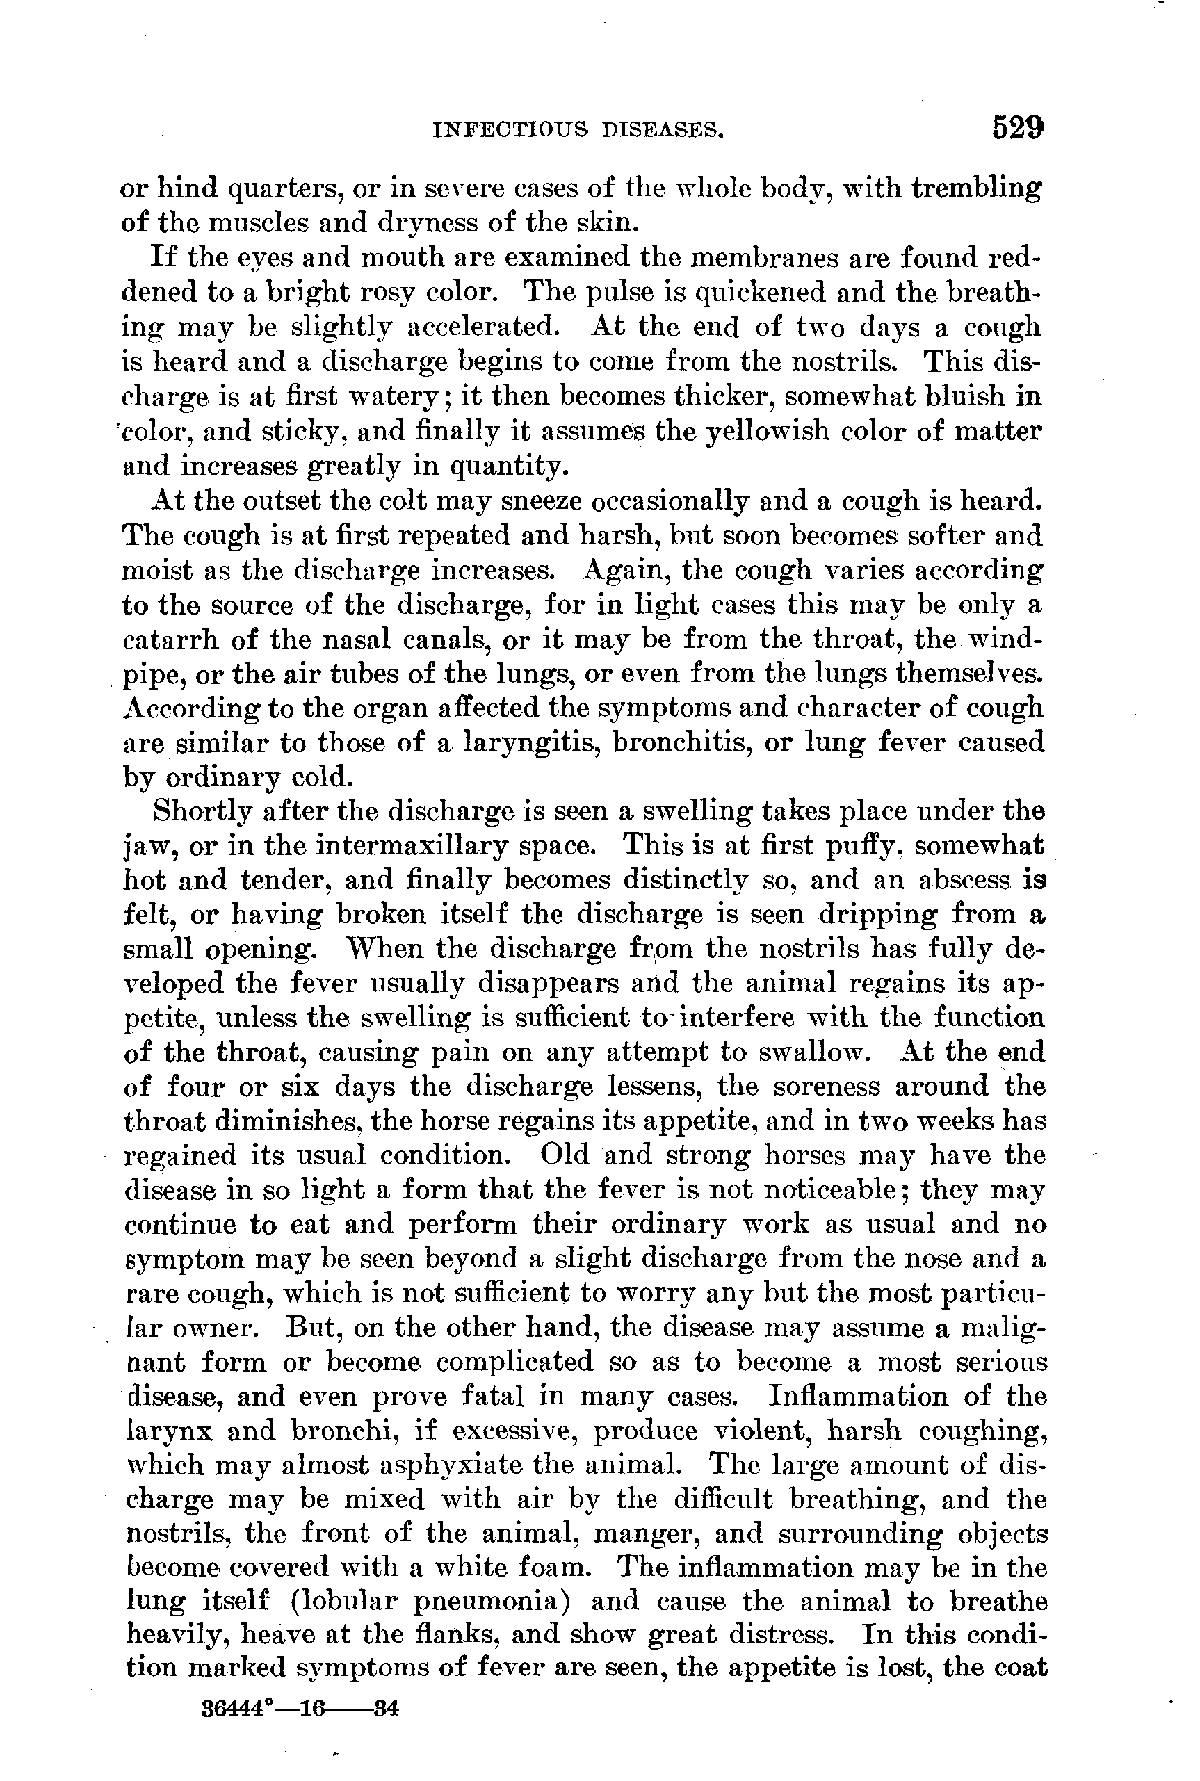 INFECTIOUS DISEASES. 529
or hind quarters, or in severe cases of the whole body, with trembling
of the muscles and dryness of the skin.
If the eyes and mouth are examined the membranes are found red-
dened to a bright rosy color. The pulse is quickened and the breath-
ing may be slightly accelerated. At the end of two days a cough
is heard and a discharge begins to come from the nostrils. This dis-
charge is at first watery; it then becomes thicker, somewhat bluish in
color, and sticky, and finally it assumes the yellowish color of matter
and increases greatly in quantity.
At the outset the colt may sneeze occasionally and a cough is heard.
The cough is at first repeated and harsh, but soon becomes softer and
moist as the discharge increases. Again, the cough varies according
to the source of the discharge, for in light cases this may be only a
catarrh of the nasal canals, or it may be from the throat, the wind-
pipe, or the air tubes of the lungs, or even from the lungs themselves.
According to the organ affected the symptoms and character of cough
are similar to those of a laryngitis, bronchitis, or lung fever caused
by ordinary cold.
Shortly after the discharge is seen a swelling takes place under the
jaw, or in the intermaxillary space. This is at first puffy, somewhat
hot and tender, and finally becomes distinctly so, and an abscess is
felt, or having broken itself the discharge is seen dripping from a
small opening. When the discharge from the nostrils has fully de-
veloped the fever usually disappears and the animal regains its ap-
petite, unless the swelling is sufficient to interfere with the function
of the throat, causing pain on any attempt to swallow. At the end
of four or six days the discharge lessens, the soreness around the
throat diminishes, the horse regains its appetite, and in two weeks has
regained its usual condition. Old and strong horses may have the
disease in so light a form that the fever is not noticeable; they may
continue to eat and perform their ordinary work as usual and no
symptom may be seen beyond a slight discharge from the nose and a
rare cough, which is not sufficient to worry any but the most particu-
lar owner. But, on the other hand, the disease may assume a malig-
nant form or become complicated so as to become a most serious
disease, and even prove fatal in many cases. Inflammation of the
larynx and bronchi, if excessive, produce violent, harsh coughing,
which may almost asphyxiate the animal. The large amount of dis-
charge may be mixed with air by the difficult breathing, and the
nostrils, the front of the animal, manger, and surrounding objects
become covered with a white foam. The inflammation may be in the
lung itself (lobular pneumonia) and cause the animal to breathe
heavily, heave at the flanks, and show great distress. In this condi-
tion marked symptoms of fever are seen, the appetite is lost, the coat
36444°—16——34